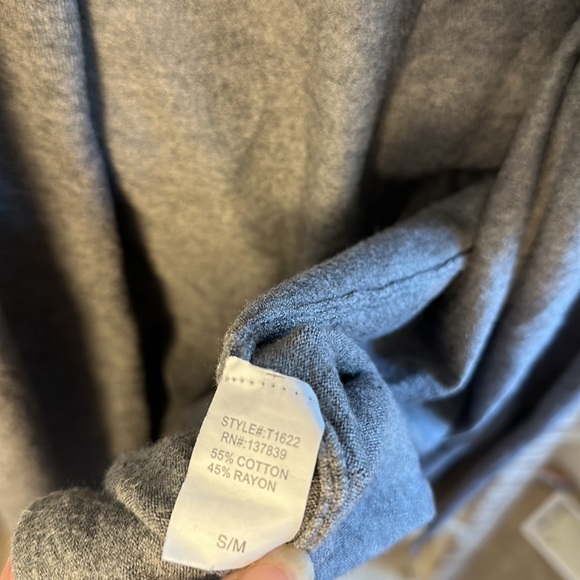 STYLE#:T1622
RN#:137839
55% COTTON
45% RAYON
S/M